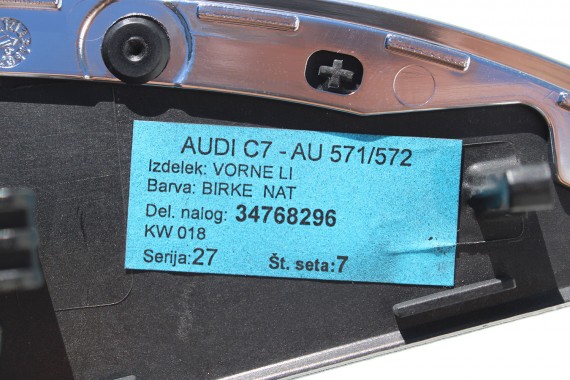 AUDI C7 - AU 571/572
Izdelek: VORNE LI
Barva: BIRKE NAT
Del. nalog: 34768296
KW 018
Serija: 27 Št. seta: 7